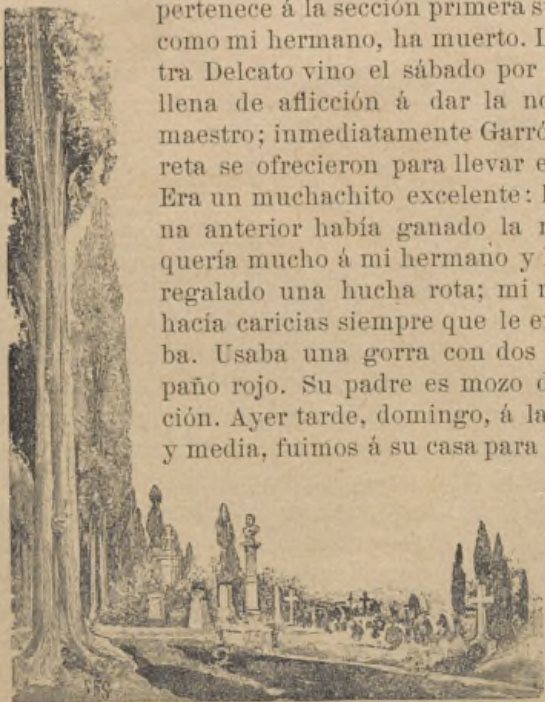 pertenece á la sección primera s
como mi hermano, ha muerto. L
tra Delcato vino el sábado por
llena de aflicción á dar la no
maestro; inmediatamente Garró
reta se ofrecieron para llevar e
Era un muchachito excelente:
na anterior había ganado la
quería mucho á mi hermano y
regalado una hucha rota; mi
hacía caricias siempre que le e
ba. Usaba una gorra con dos
paño rojo. Su padre es mozo d
ción. Ayer tarde, domingo, á la
y media, fuimos á su casa para